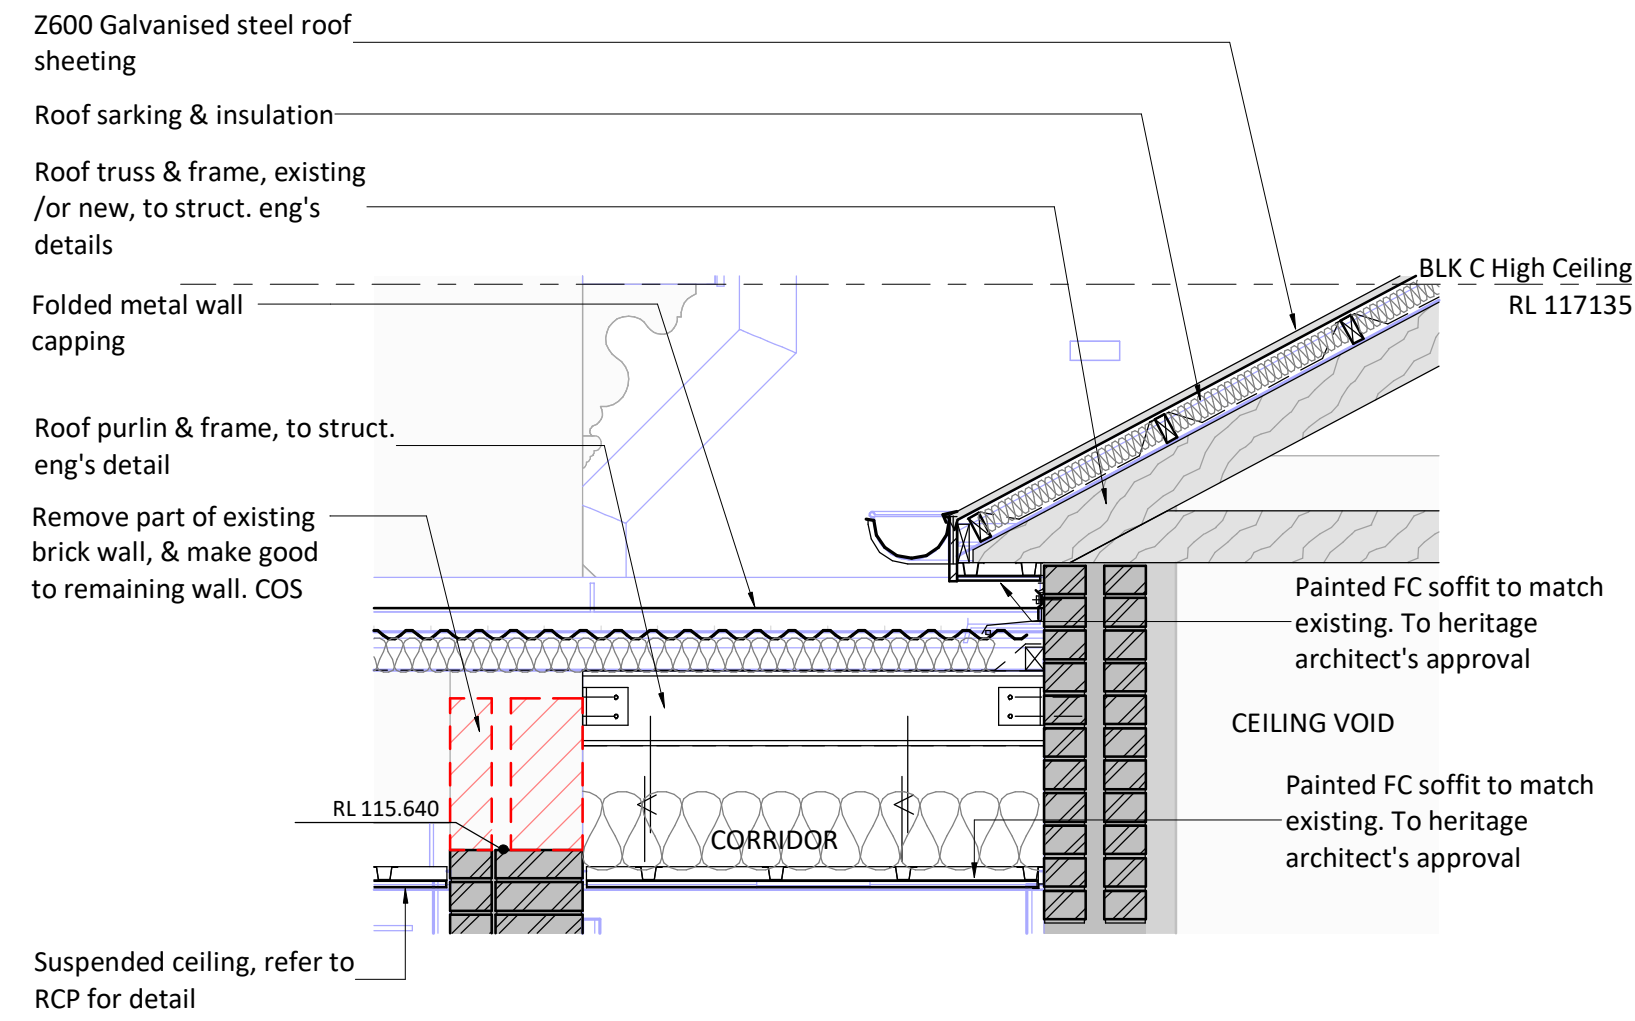 Z600 Galvanised steel roof
sheeting
Roof sarking & insulation
Roof truss & frame, existing
/or new, to struct. eng's
details
BLK C High Ceiling
RL 117135
Folded metal wall
capping
Roof purlin & frame, to struct.
eng's detail
Remove part of existing
brick wall, & make good
to remaining wall. COS
Painted FC soffit to match
existing. To heritage
architect's approval
CEILING VOID
RL 115.640
CORRIDOR
Painted FC soffit to match
existing. To heritage
architect's approval
Suspended ceiling, refer to
RCP for detail